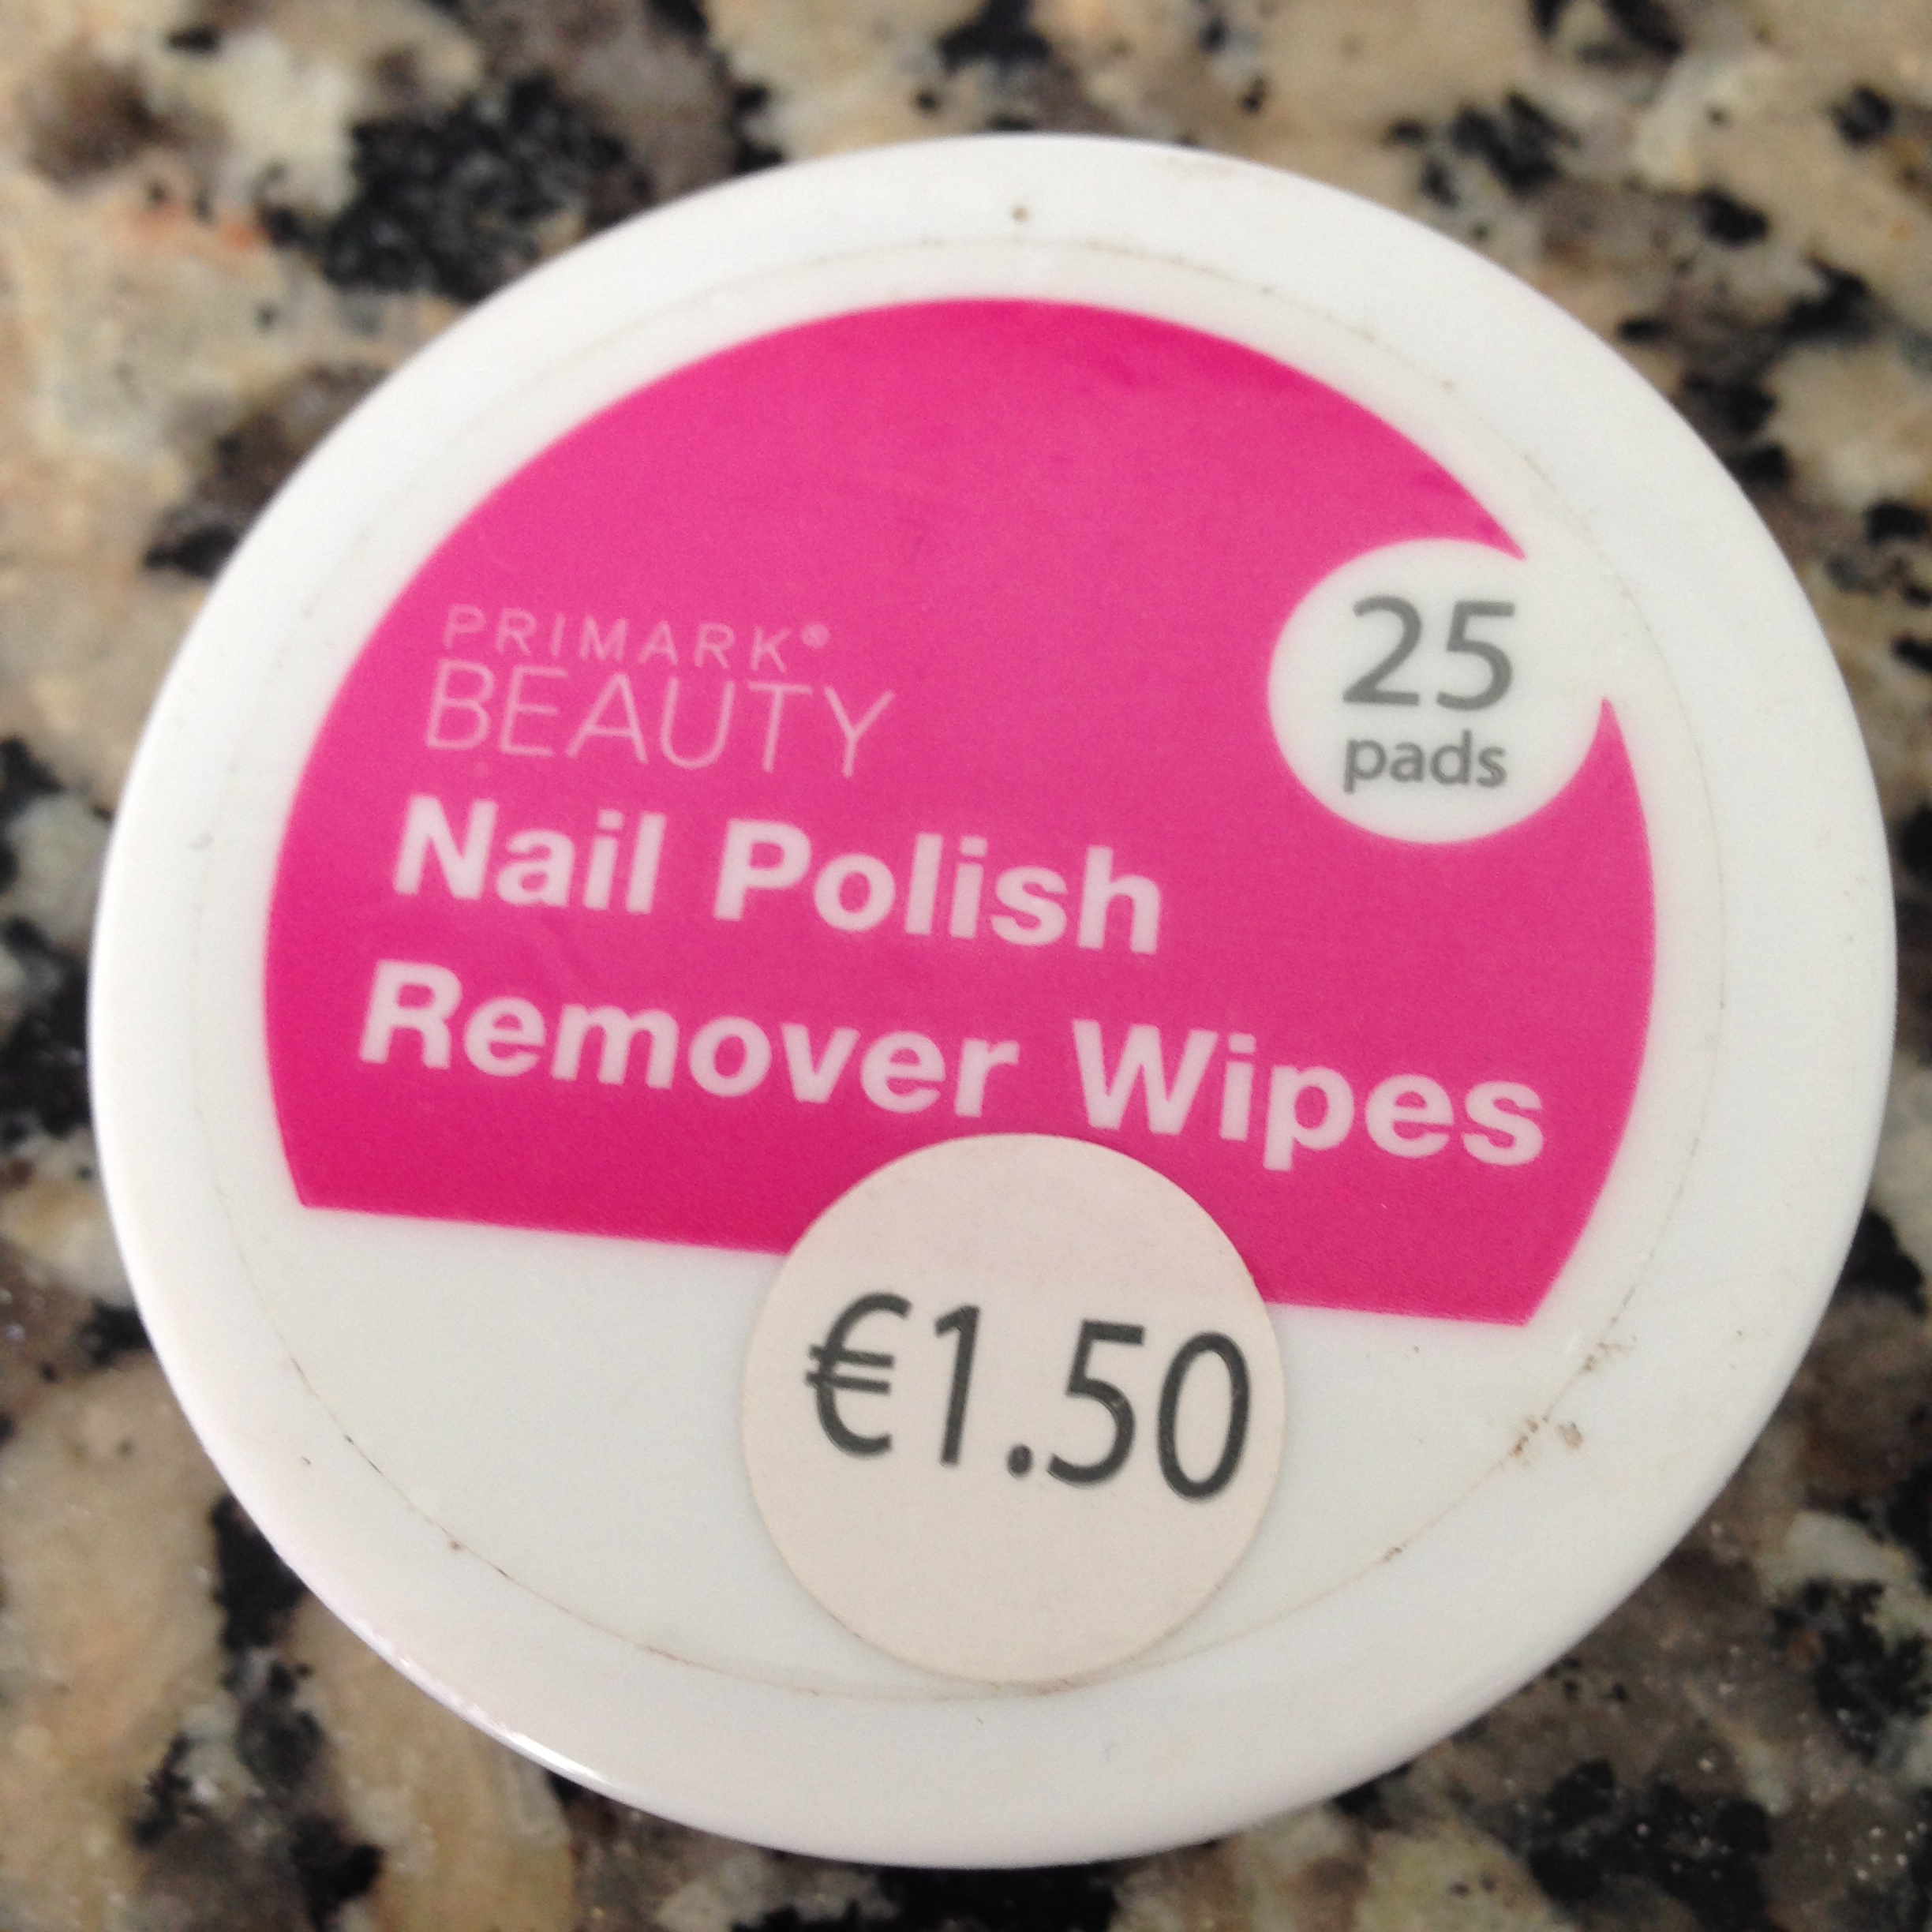 PRIMARK®
BEAUTY
25
pads
Nail Polish
Remover Wipes
€1.50